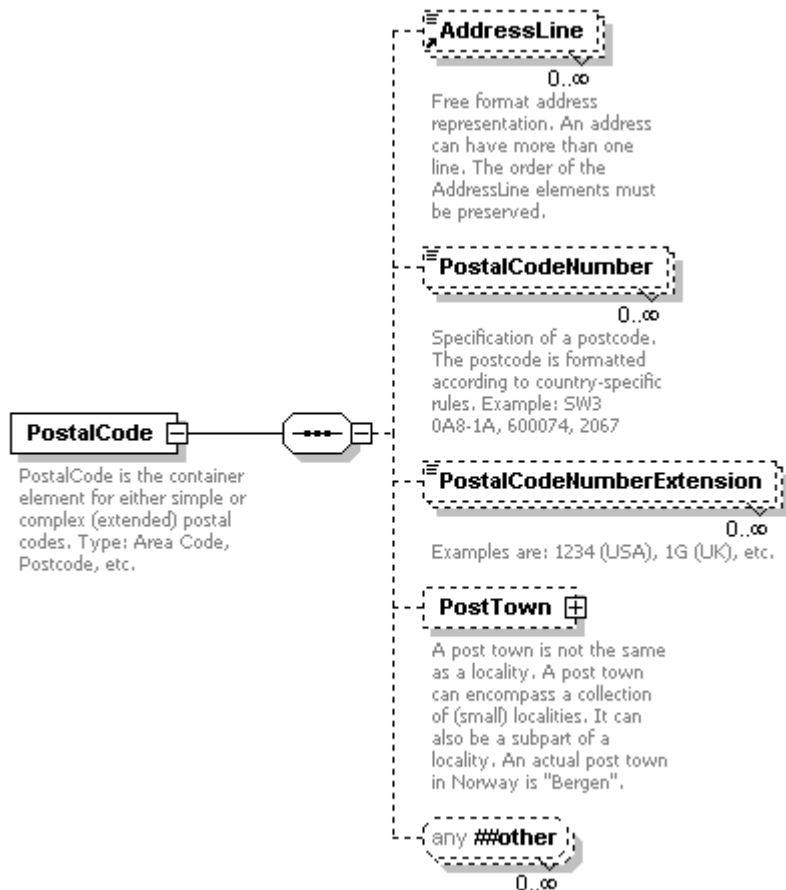 AddressLine
0..∞
Free format address
representation. An address
can have more than one
line. The order of the
AddressLine elements must
be preserved.
PostalCodeNumber
0..∞
Specification of a postcode.
The postcode is formatted
according to country-specific
rules. Example: SW3
0A8-1A, 600074, 2067
PostalCode
PostalCode is the container
element for either simple or
complex (extended) postal
codes. Type: Area Code,
Postcode, etc.
PostalCodeNumberExtension
0..∞
Examples are: 1234 (USA), 1G (UK), etc.
PostTown
A post town is not the same
as a locality. A post town
can encompass a collection
of (small) localities. It can
also be a subpart of a
locality. An actual post town
in Norway is "Bergen".
any ##other
0..∞